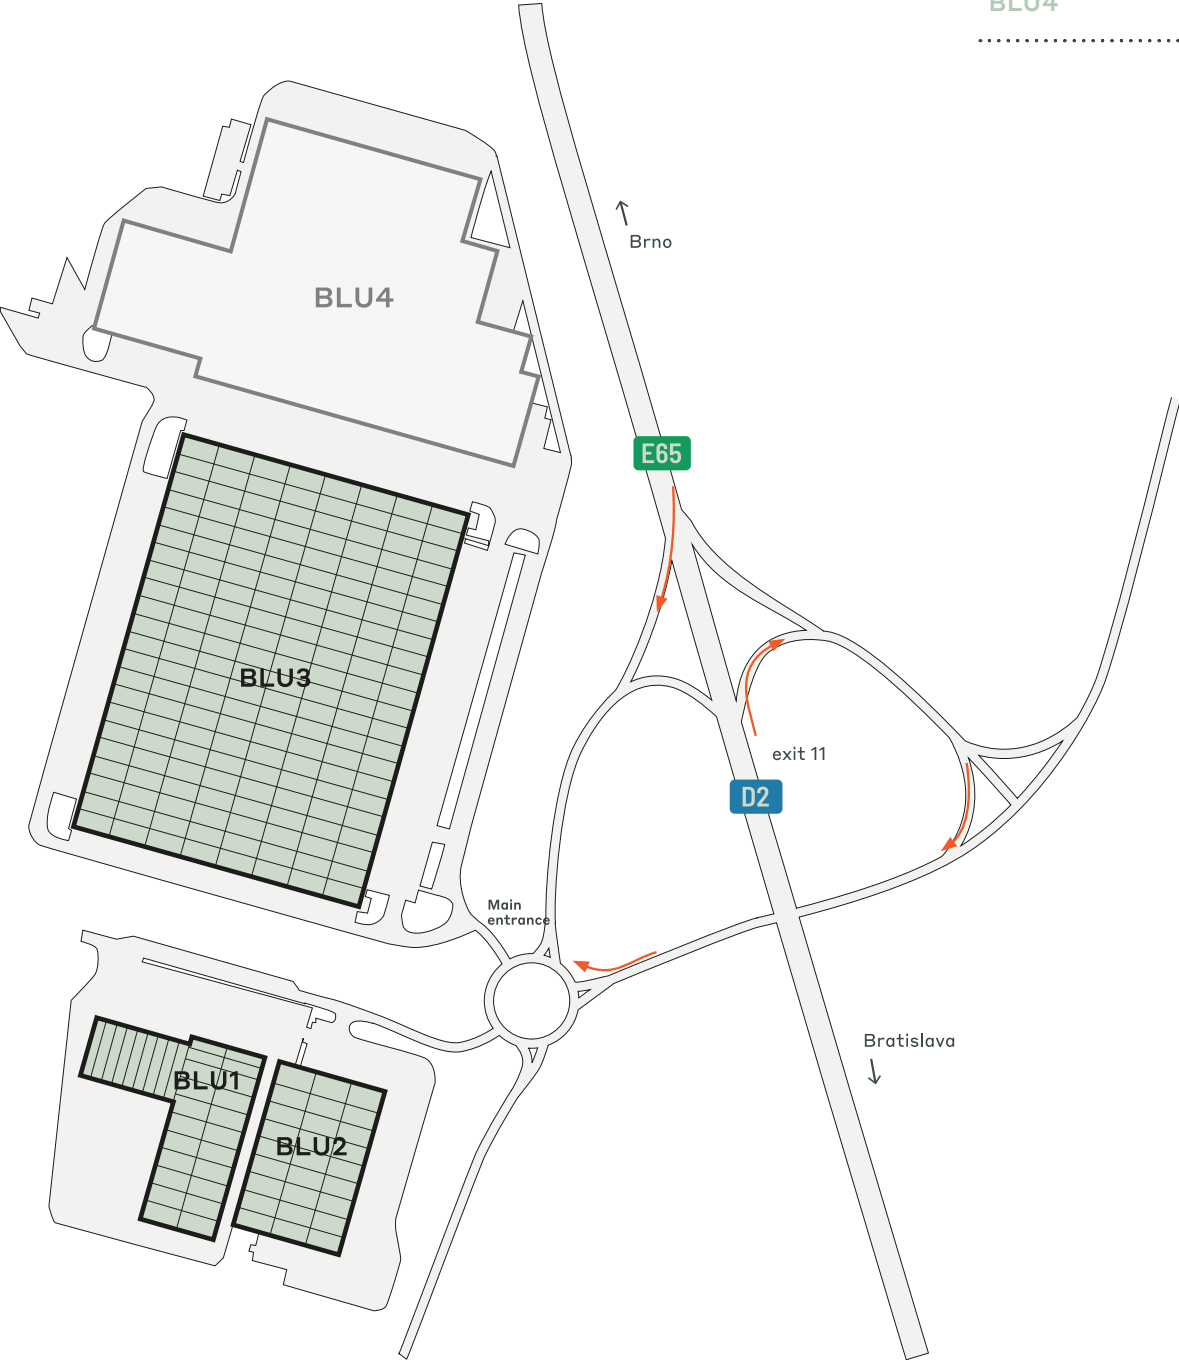 BLU4
Brno
BLU4
E65
BLU3
exit 11
D2
Main
entrance
Bratislava
BLU1
BLU2